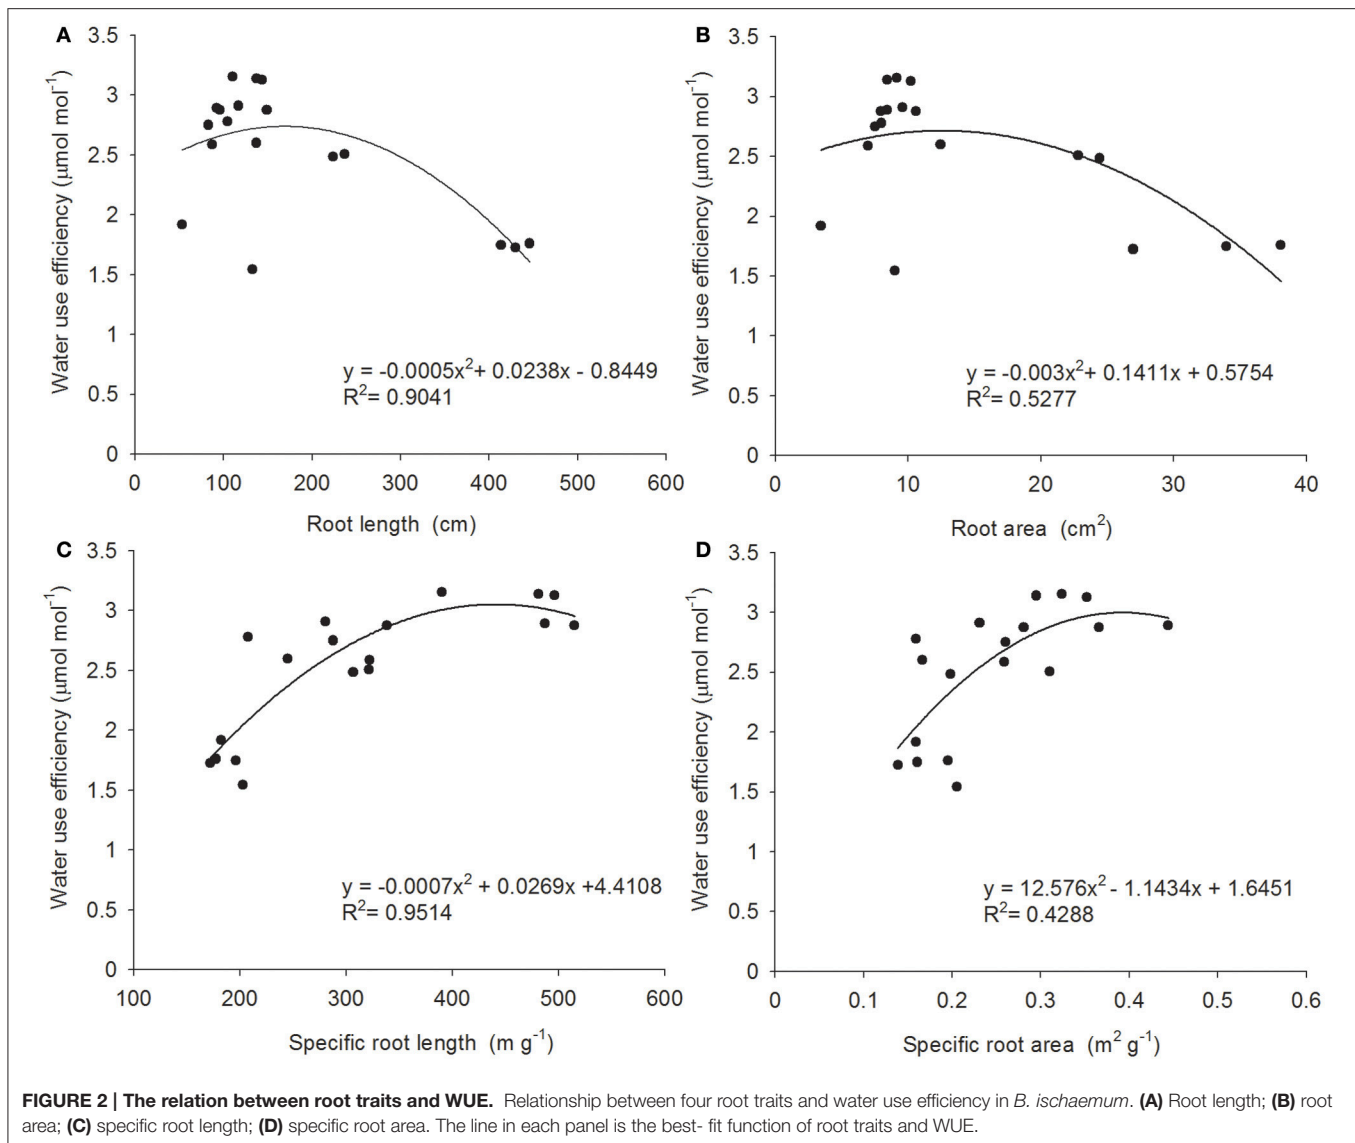 A
3.5
3
2.5
2
1.5
1
0.5
0
Water use efficiency (μmol mol⁻¹)
y = -0.0005x²+ 0.0238x - 0.8449
R²= 0.9041
0 100 200 300 400 500 600
Root length (cm)
B
3.5
3
2.5
2
1.5
1
0.5
0
Water use efficiency (μmol mol⁻¹)
y = -0.003x²+ 0.1411x + 0.5754
R²= 0.5277
0 10 20 30 40
Root area (cm²)
C
3.5
3
2.5
2
1.5
1
0.5
0
Water use efficiency (μmol mol⁻¹)
y = -0.0007x² + 0.0269x +4.4108
R²= 0.9514
100 200 300 400 500 600
Specific root length (m g⁻¹)
D
3.5
3
2.5
2
1.5
1
0.5
0
Water use efficiency (μmol mol⁻¹)
y = 12.576x² - 1.1434x + 1.6451
R²= 0.4288
0 0.1 0.2 0.3 0.4 0.5 0.6
Specific root area (m² g⁻¹)
FIGURE 2 | The relation between root traits and WUE. Relationship between four root traits and water use efficiency in B. ischaemum. (A) Root length; (B) root
area; (C) specific root length; (D) specific root area. The line in each panel is the best- fit function of root traits and WUE.